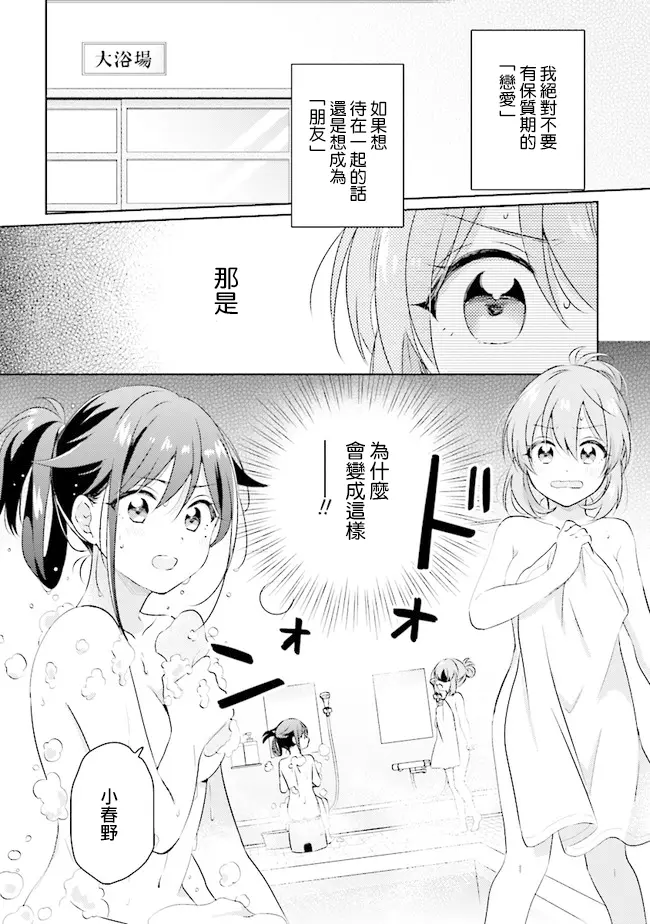 大浴場
我絕對不要
有保質期的
「戀愛」
如果想
待在一起的話
還是想成為
「朋友」
那是
為什麼
會變成這樣
——!!
ドオォン
小春野